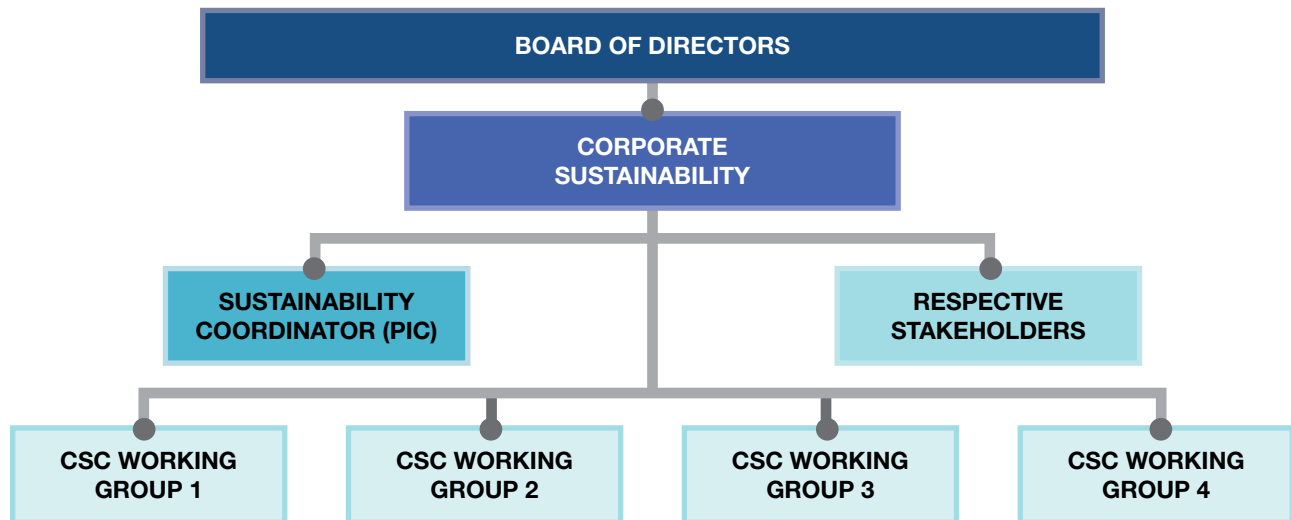 BOARD OF DIRECTORS
CORPORATE
SUSTAINABILITY
SUSTAINABILITY
COORDINATOR (PIC)
RESPECTIVE
STAKEHOLDERS
CSC WORKING
GROUP 1
CSC WORKING
GROUP 2
CSC WORKING
GROUP 3
CSC WORKING
GROUP 4